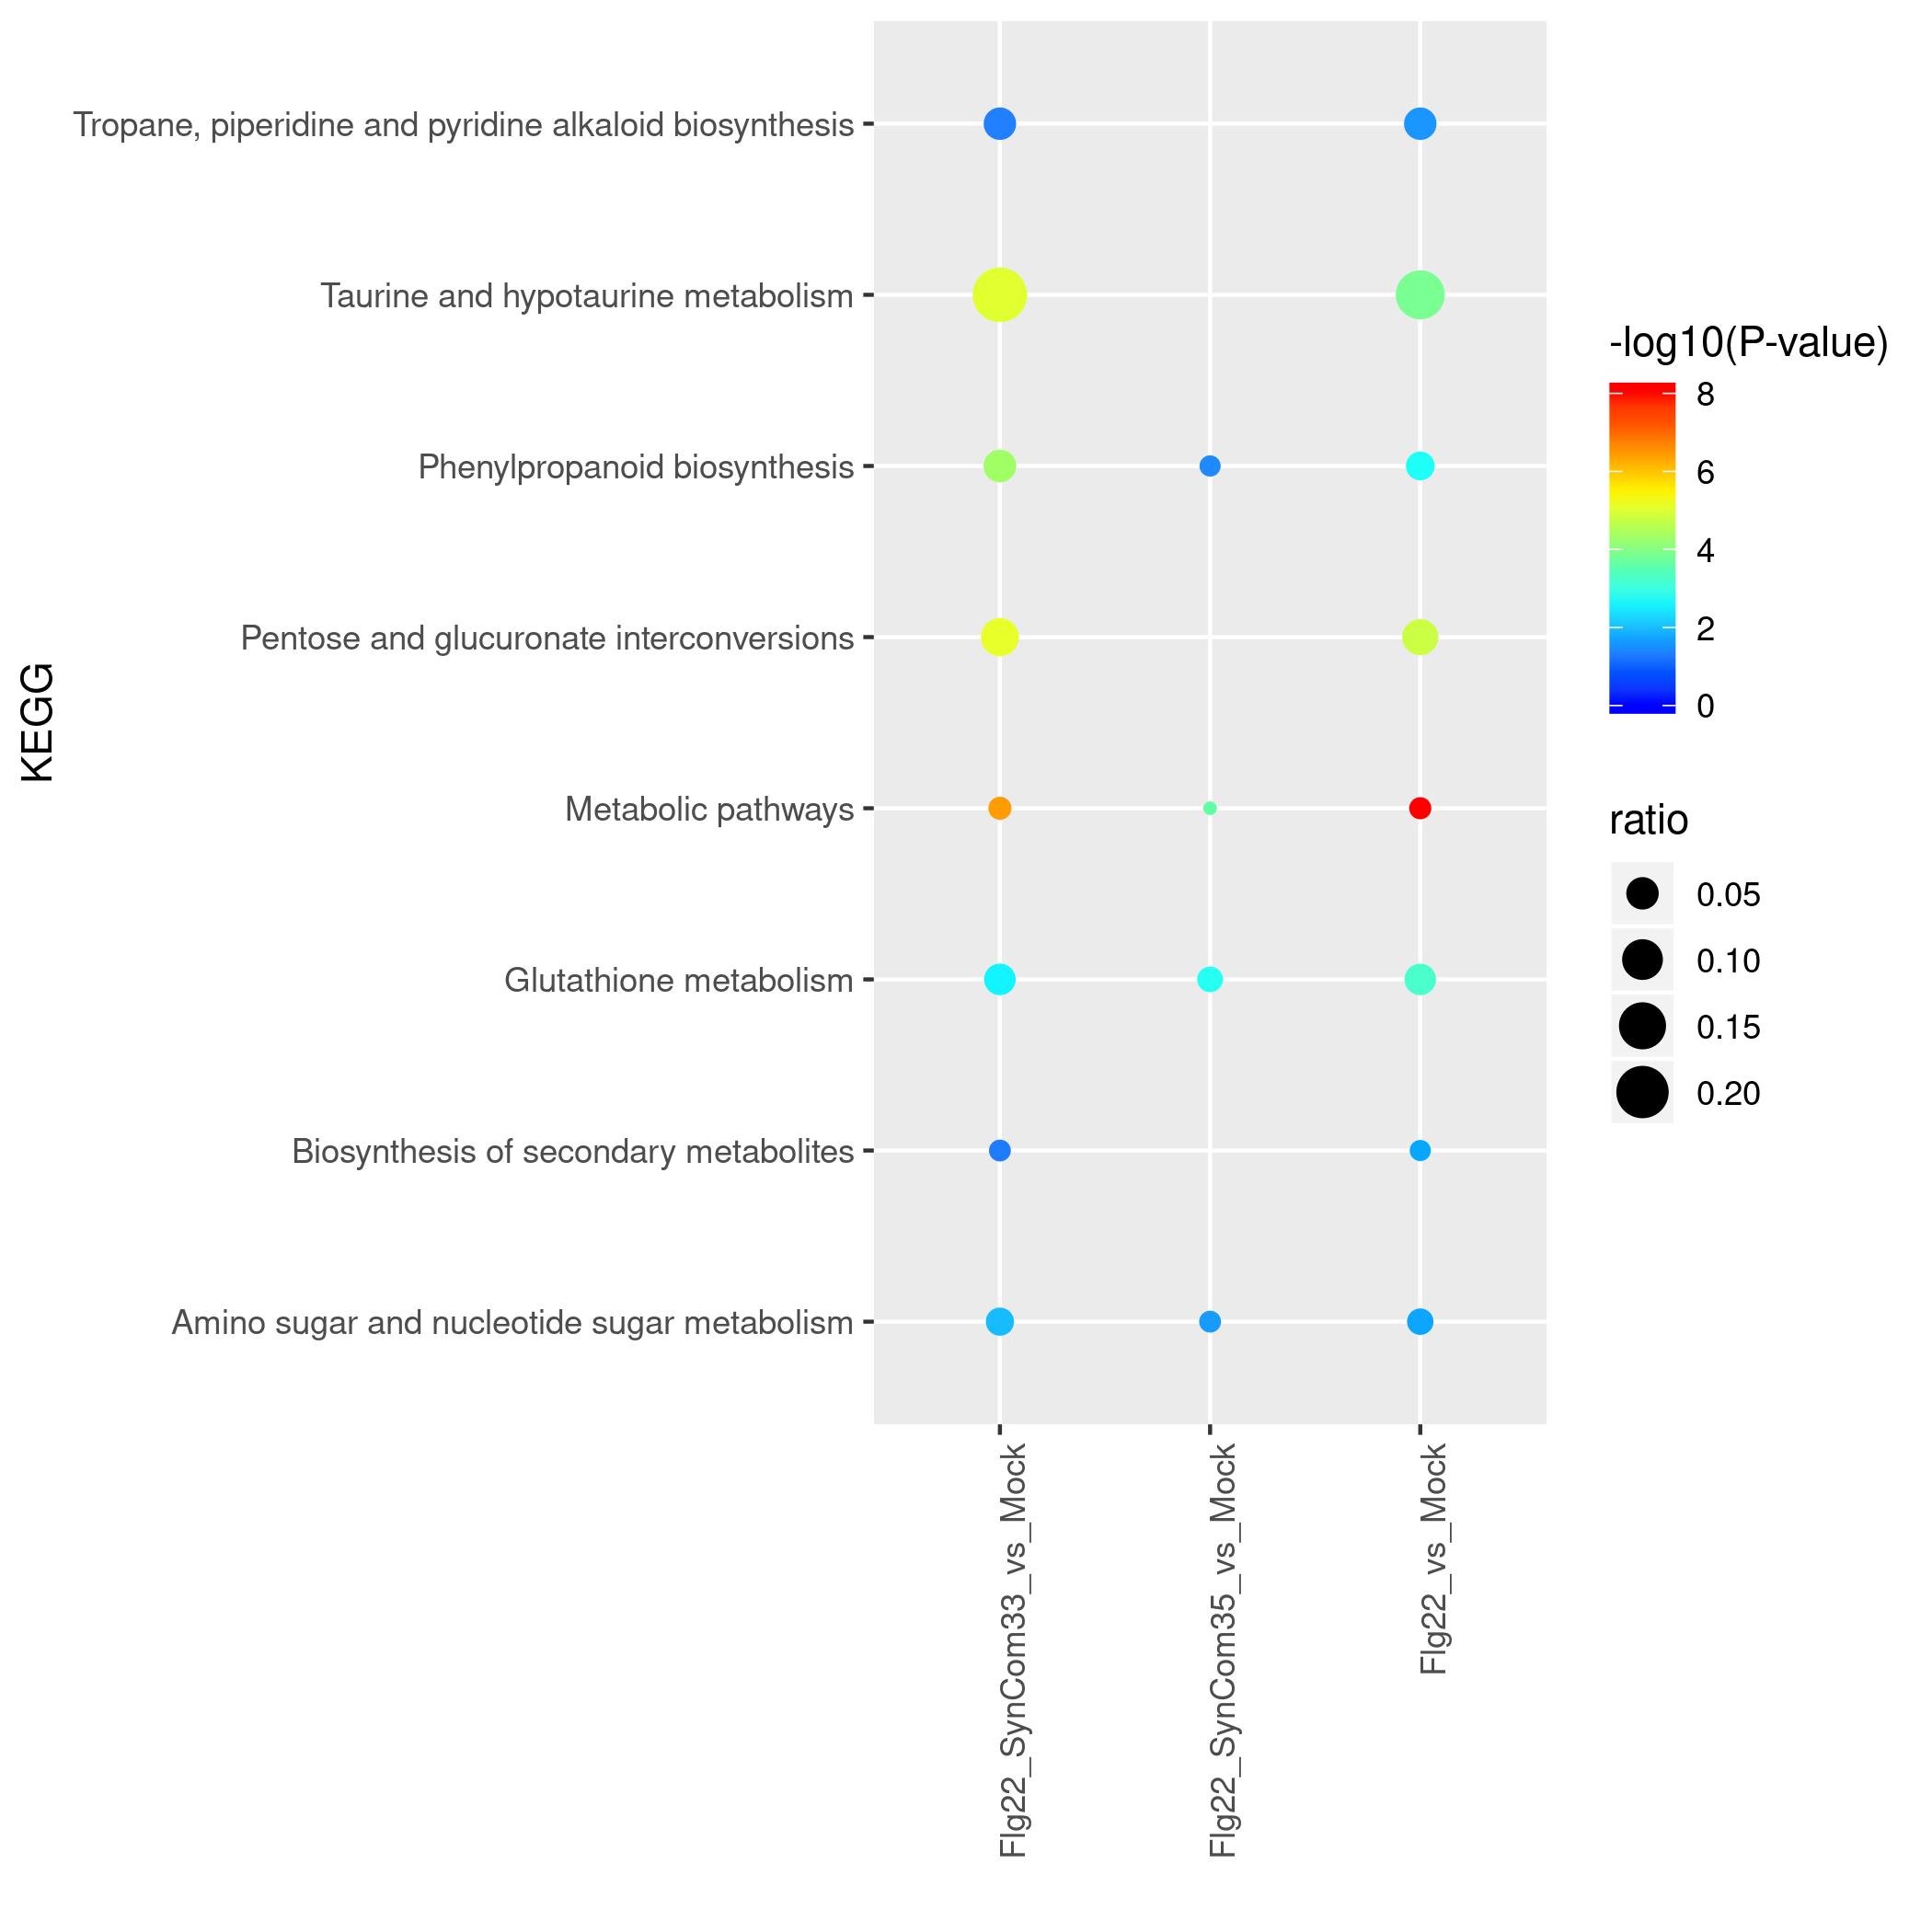 Tropane, piperidine and pyridine alkaloid biosynthesis
Taurine and hypotaurine metabolism
Phenylpropanoid biosynthesis
Pentose and glucuronate interconversions
Metabolic pathways
Glutathione metabolism
Biosynthesis of secondary metabolites
Amino sugar and nucleotide sugar metabolism
KEGG
Flg22_SynCom33_vs_Mock
Flg22_SynCom35_vs_Mock
Flg22_vs_Mock
-log10(P-value)
8
6
4
2
0
ratio
0.05
0.10
0.15
0.20